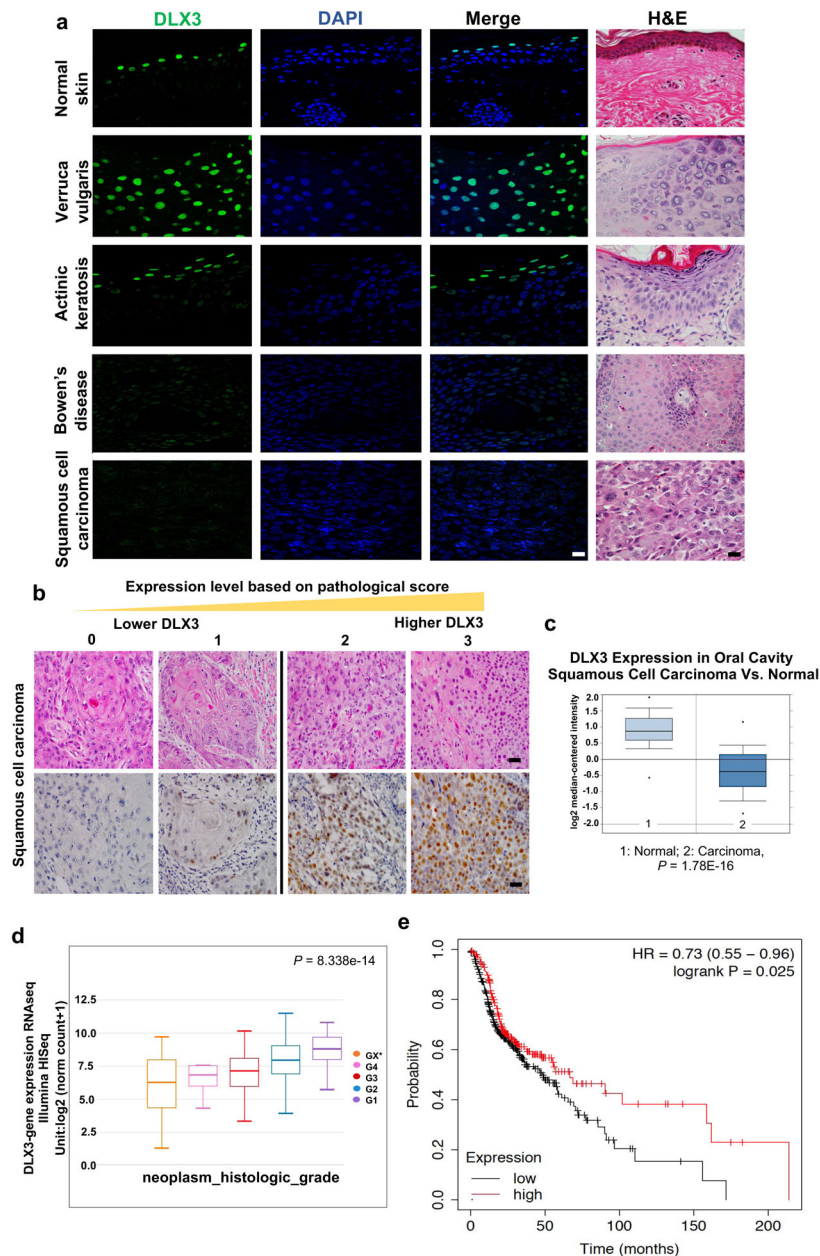 a
DLX3 DAPI Merge H&E
Normal
skin
Verruca
vulgaris
Actinic
keratosis
Bowen's
disease
Squamous cell
carcinoma
b
Expression level based on pathological score
Lower DLX3 Higher DLX3
0 1 2 3
Squamous cell carcinoma
c
DLX3 Expression in Oral Cavity
Squamous Cell Carcinoma Vs. Normal
log2 median-centered intensity
2.0
1.5
1.0
0.5
0.0
-0.5
-1.0
-1.5
-2.0
1 2
1: Normal; 2: Carcinoma,
P = 1.78E-16
d
P = 8.338e-14
DLX3-gene expression RNAseq
Illumina HISeq
Unit:log2 (norm count+1)
12.5
10.0
7.5
5.0
2.5
0.0
GX*
G4
G3
G2
G1
neoplasm_histologic_grade
e
HR = 0.73 (0.55 – 0.96)
logrank P = 0.025
Probability
1.0
0.8
0.6
0.4
0.2
0.0
Expression
low
high
0 50 100 150 200
Time (months)